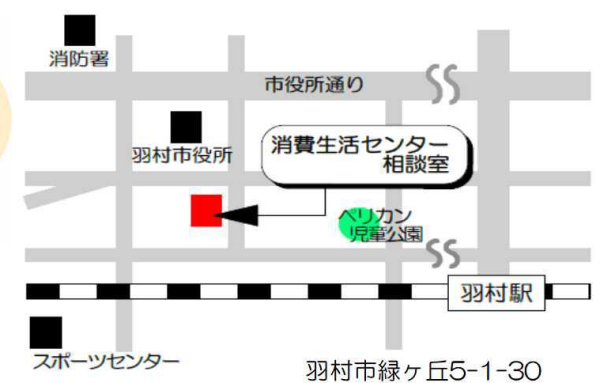 消防署
市役所通り
羽村市役所
消費生活センター
相談室
ペリカン
児童公園
羽村駅
スポーツセンター
羽村市緑ヶ丘5-1-30